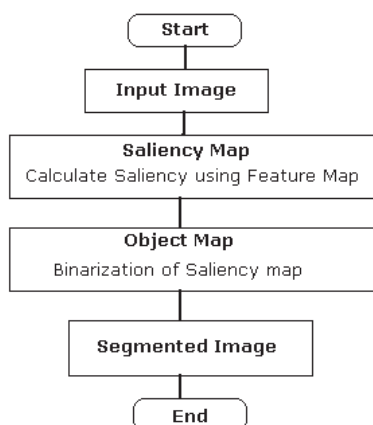 Start
Input Image
Saliency Map
Calculate Saliency using Feature Map
Object Map
Binarization of Saliency map
Segmented Image
End